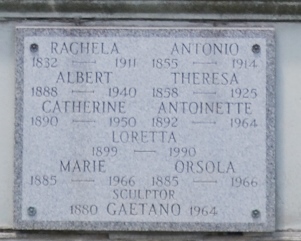 RACHELA ANTONIO
1832 — 1911 1855 — 1914
ALBERT THERESA
1888 — 1940 1858 — 1925
CATHERINE ANTOINETTE
1890 — 1950 1892 — 1964
LORETTA
1899 — 1990
MARIE ORSOLA
1885 — 1966 1885 — 1966
SCULPTOR
1880 GAETANO 1964